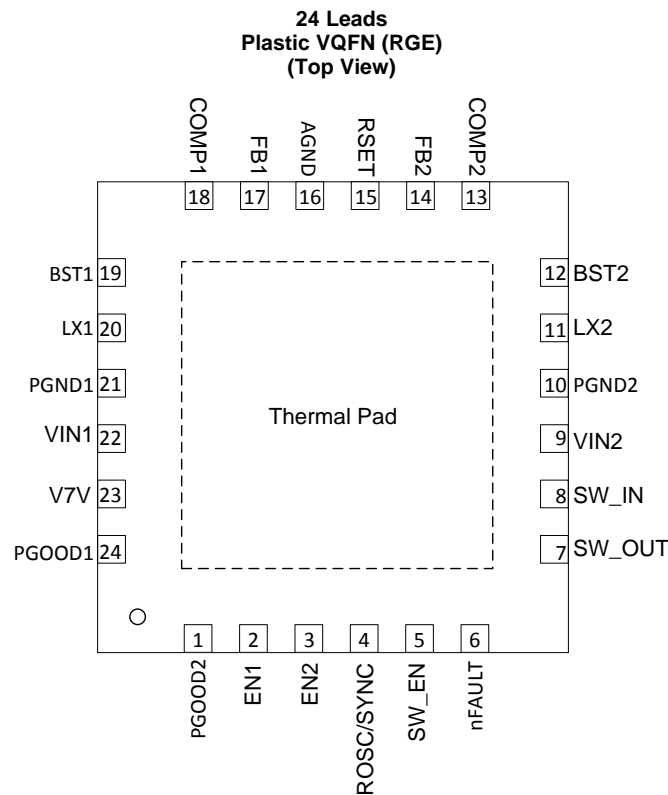 24 Leads
Plastic VQFN (RGE)
(Top View)
COMP1
FB1
AGND
RSET
FB2
COMP2
18
17
16
15
14
13
BST1 19
12 BST2
LX1 20
11 LX2
PGND1 21
10 PGND2
Thermal Pad
VIN1 22
9 VIN2
V7V 23
8 SW_IN
PGOOD1 24
7 SW_OUT
1
2
3
4
5
6
PGOOD2
EN1
EN2
ROSC/SYNC
SW_EN
nFAULT